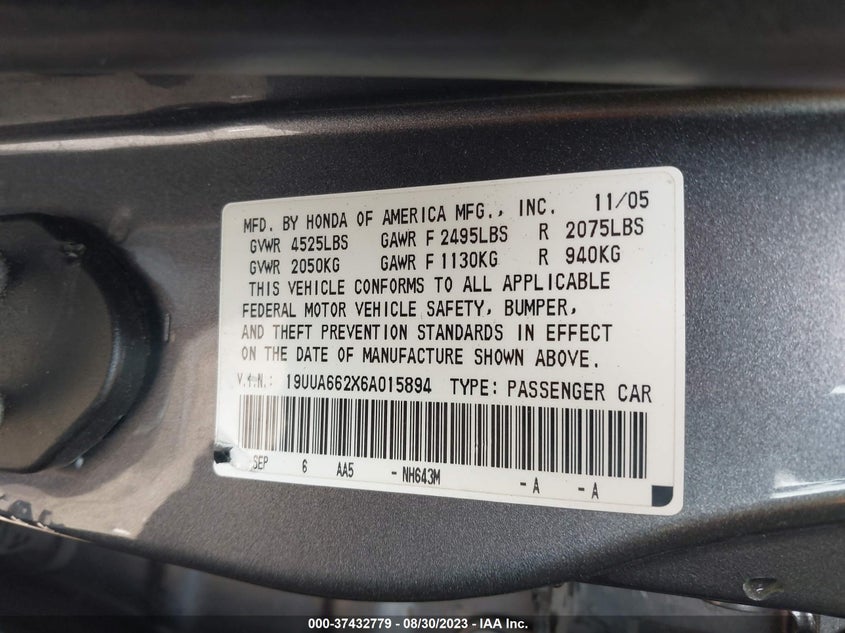 MFD. BY HONDA OF AMERICA MFG., INC. 11/05
GVWR 4525LBS GAWR F 2495LBS R 2075LBS
GVWR 2050KG GAWR F 1130KG R 940KG
THIS VEHICLE CONFORMS TO ALL APPLICABLE
FEDERAL MOTOR VEHICLE SAFETY, BUMPER,
AND THEFT PREVENTION STANDARDS IN EFFECT
ON THE DATE OF MANUFACTURE SHOWN ABOVE.
V.I.N.: 19UUA662X6A015894 TYPE: PASSENGER CAR
SEP 6 AA5 - NH643M - A - A
000-37432779 - 08/30/2023 - IAA Inc.